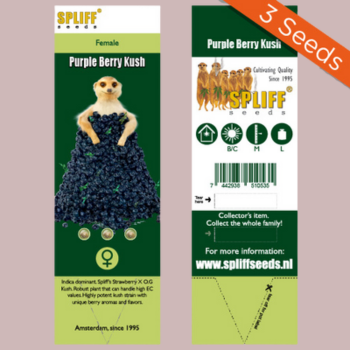 SPLIFF®
seeds
Female
Purple Berry Kush
Indica dominant. Spliff's Strawberry X O.G
Kush. Robust plant that can handle high EC
values. Highly potent kush strain with
unique berry aromas and flavors.
Amsterdam, since 1995
3 Seeds
Purple Berry Kush
Cultivating Quality
Since 1995
SPLIFF®
seeds
B/C
M
L
7 442938 510535
Tear
here
Collector's item.
Collect the whole family!
For more information:
www.spliffseeds.nl